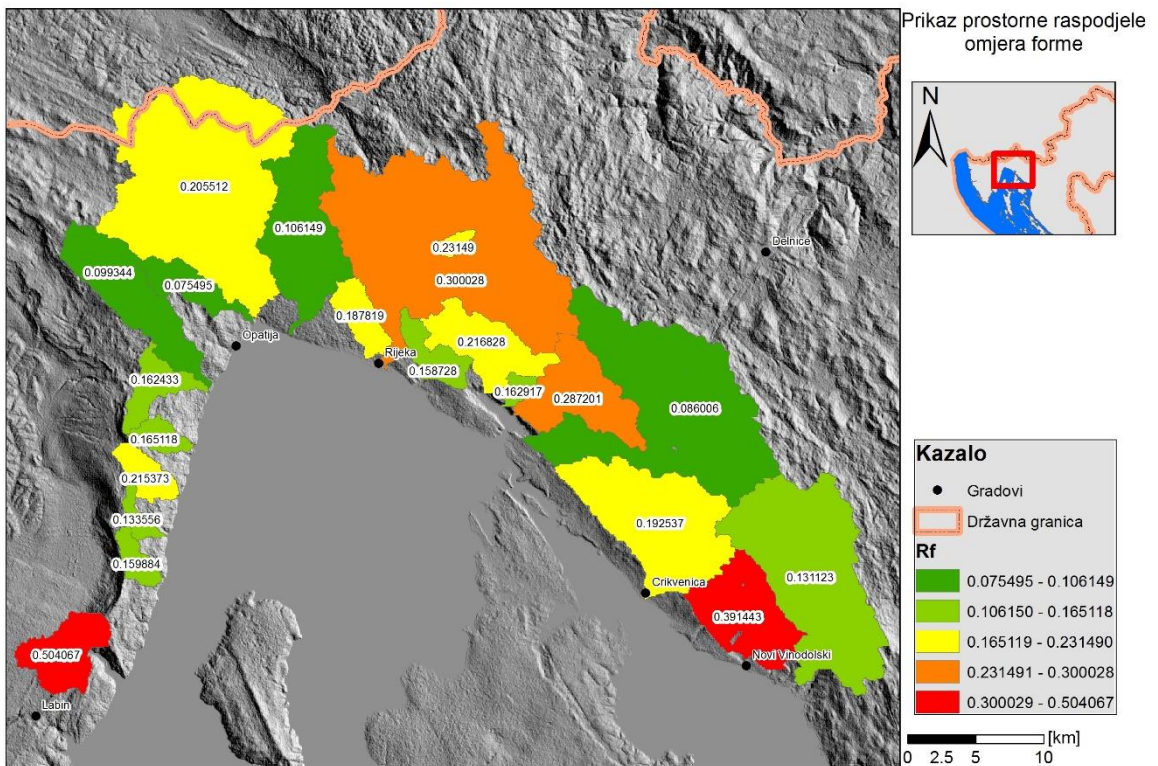 Prikaz prostorne raspodjele
omjera forme
N
0.205512
0.106149
0.23149
Delnice
0.099344
0.075495
0.300028
0.187819
Opatija
0.216828
Rijeka
0.158728
0.162433
0.162917
0.287201
0.086006
0.165118
0.215373
0.133556
0.192537
0.159884
0.131123
Crikvenica
0.391443
0.504067
Novi Vinodolski
Labin
Kazalo
Gradovi
Državna granica
Rf
0.075495 - 0.106149
0.106150 - 0.165118
0.165119 - 0.231490
0.231491 - 0.300028
0.300029 - 0.504067
[km]
0 2.5 5 10